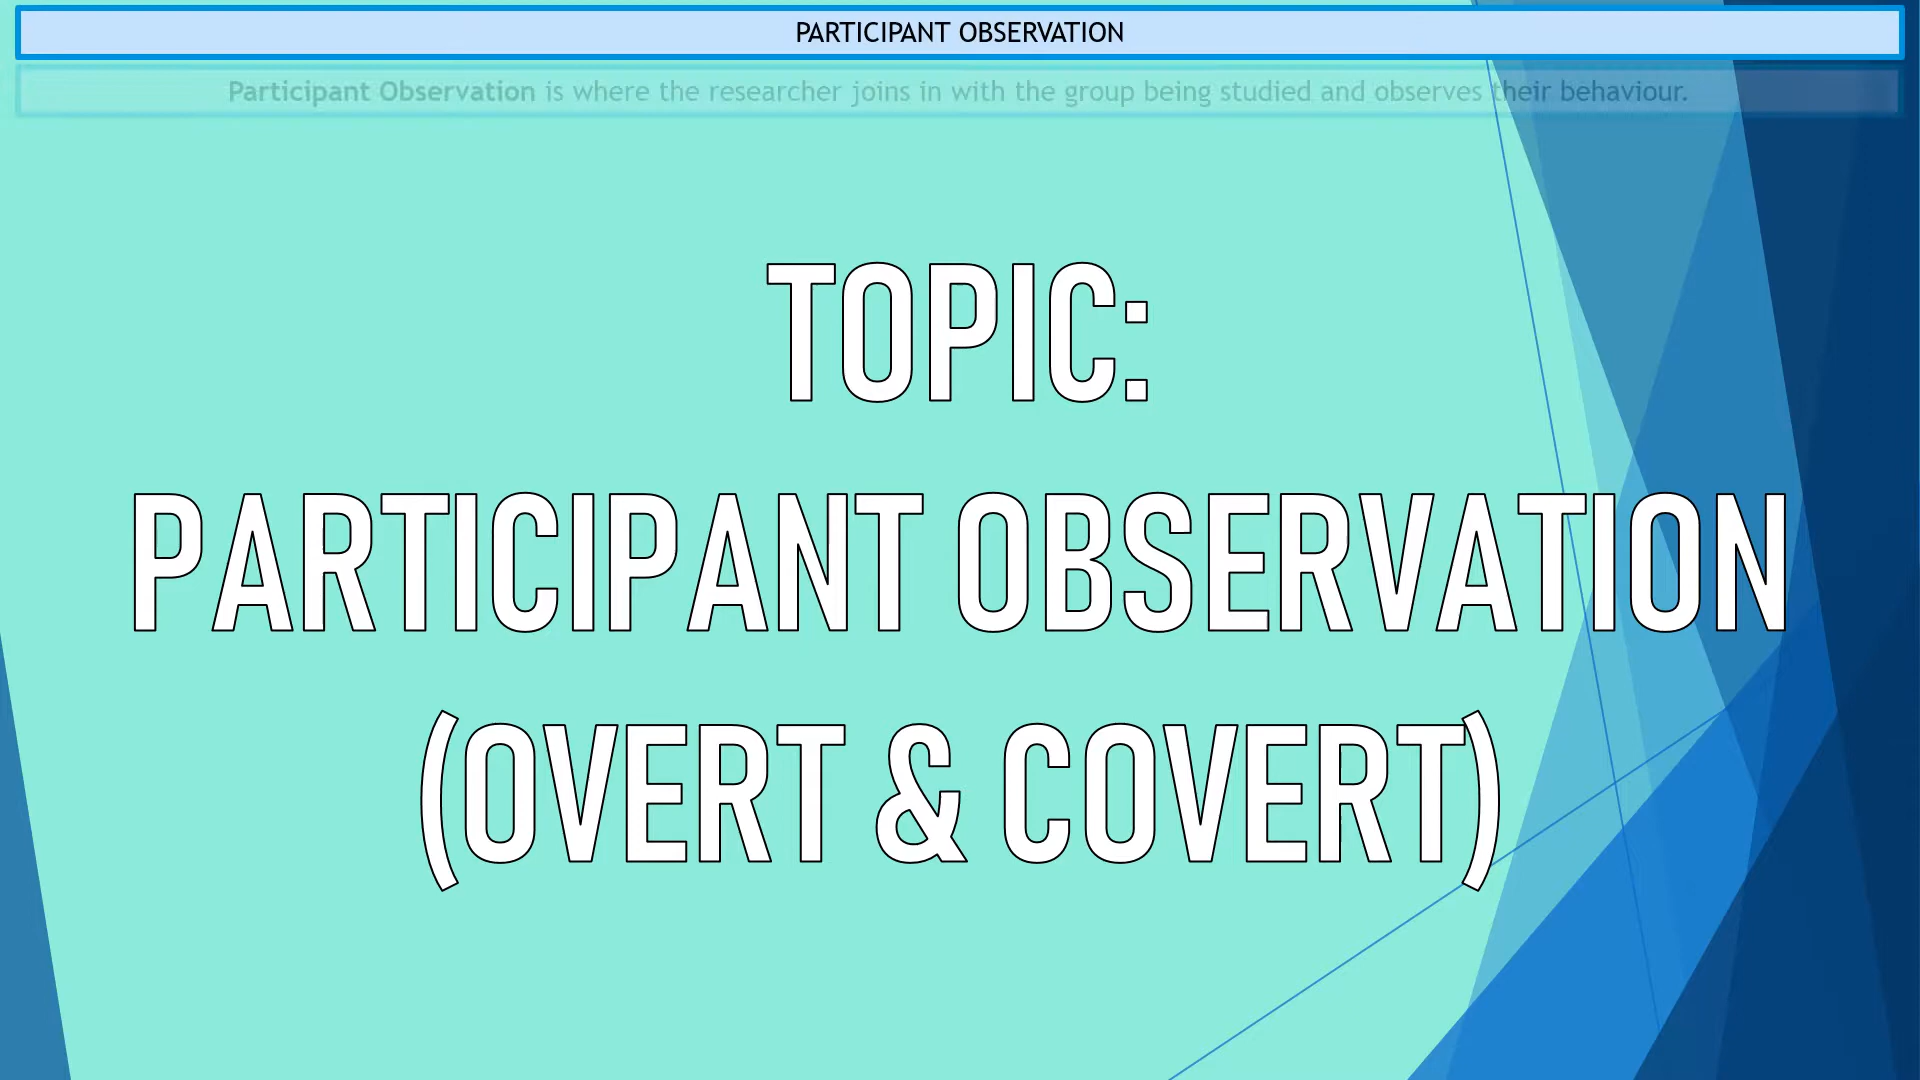 PARTICIPANT OBSERVATION
Participant Observation is where the researcher joins in with the group being studied and observes their behaviour.
TOPIC:
PARTICIPANT OBSERVATION
(OVERT & COVERT)